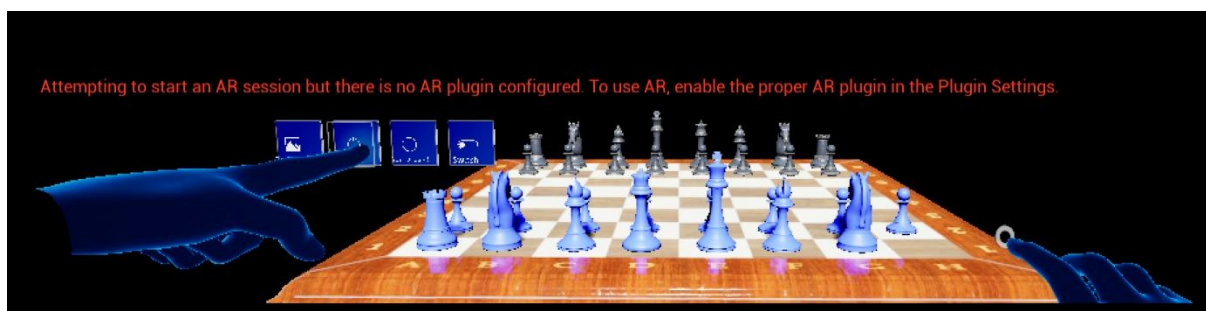 Attempting to start an AR session but there is no AR plugin configured. To use AR, enable the proper AR plugin in the Plugin Settings.
Switch
A B C D E F G H